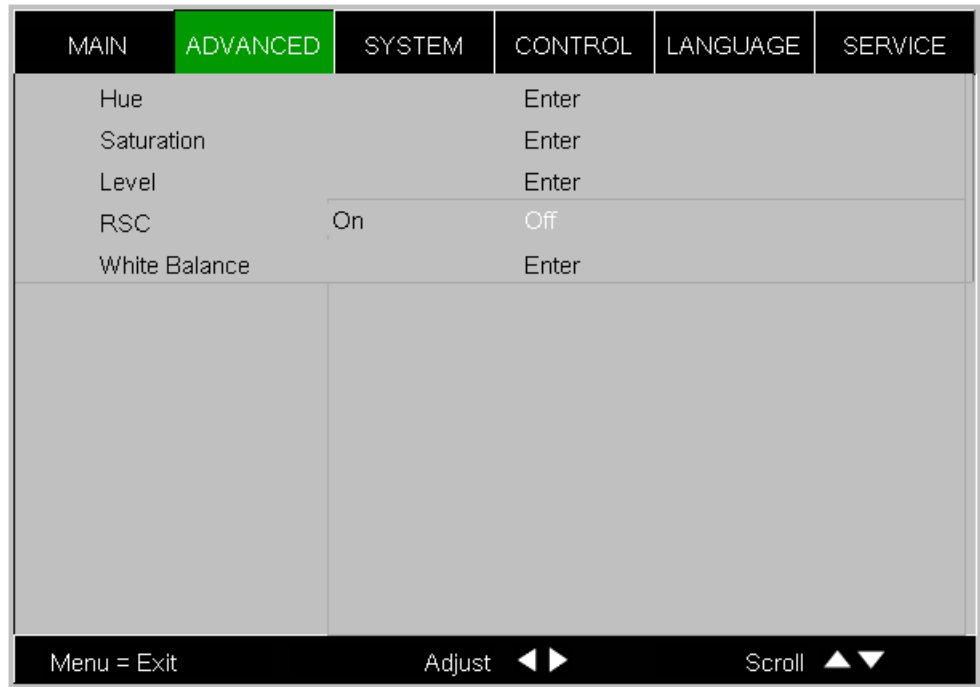 MAIN ADVANCED SYSTEM CONTROL LANGUAGE SERVICE
Hue Enter
Saturation Enter
Level Enter
RSC On Off
White Balance Enter
Menu = Exit Adjust ◀ ▶ Scroll ▲ ▼